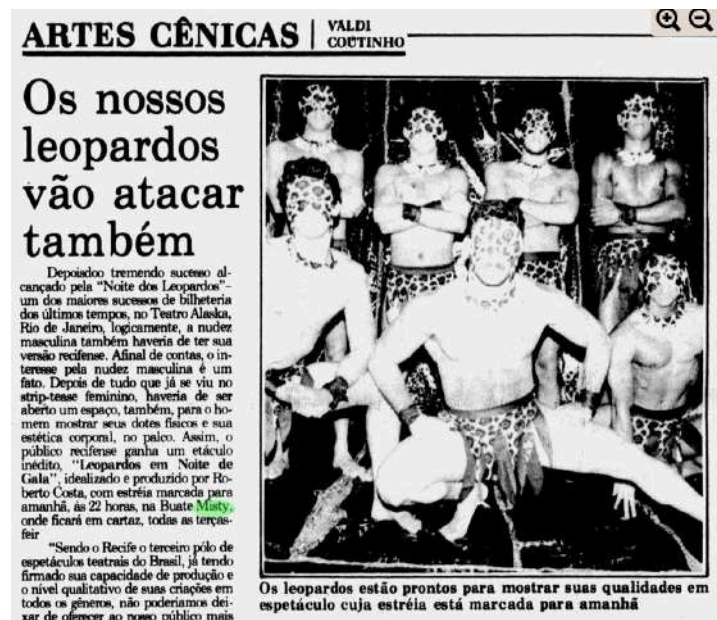 ARTES CÊNICAS | VALDI COUTINHO
Os nossos
leopardos
vão atacar
também
Depoisdoo tremendo sucesso al-
cançado pela "Noite dos Leopardos"-
um dos maiores sucessos de bilheteria
dos últimos tempos, no Teatro Alaska,
Rio de Janeiro, logicamente, a nudez
masculina também haveria de ter sua
versão recifense. Afinal de contas, o in-
teresse pela nudez masculina é um
fato. Depois de tudo que já se viu no
strip-tease feminino, haveria de ser
aberto um espaço, também, para o ho-
mem mostrar seus dotes físicos e sua
estética corporal, no palco. Assim, o
público recifense ganha um etáculo
inédito, "Leopardos em Noite de
Gala", idealizado e produzido por Ro-
berto Costa, com estréia marcada para
amanhã, às 22 horas, na Buate Misty,
onde ficará em cartaz, todas as terças-
feir
"Sendo o Recife o terceiro pólo de
espetáculos teatrais do Brasil, já tendo
firmado sua capacidade de produção e
o nível qualitativo de suas criações em
todos os gêneros, não poderíamos dei-
xar de oferecer ao nosso público mais
Os leopardos estão prontos para mostrar suas qualidades em
espetáculo cuja estréia está marcada para amanhã